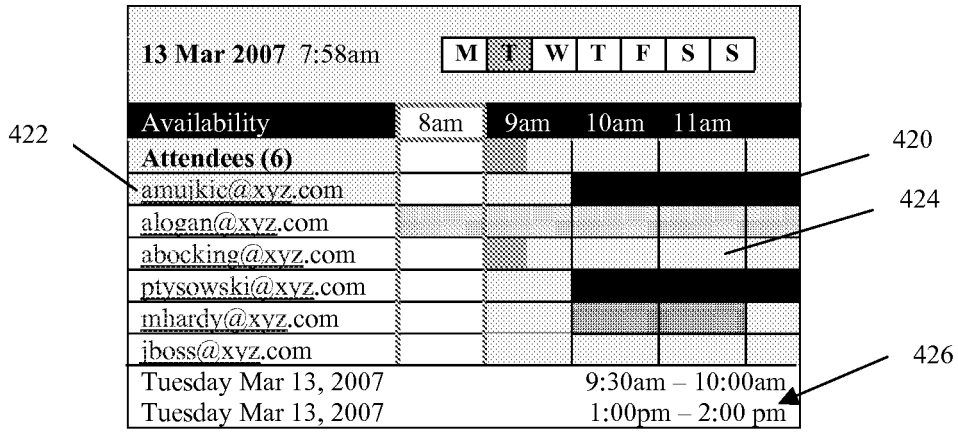 13 Mar 2007 7:58am M T W T F S S
Availability 8am 9am 10am 11am
422
420
Attendees (6)
amujkic@xyz.com
424
alogan@xyz.com
abocking@xyz.com
ptysowski@xyz.com
mhardy@xyz.com
jboss@xyz.com
426
Tuesday Mar 13, 2007 9:30am – 10:00am
Tuesday Mar 13, 2007 1:00pm – 2:00 pm